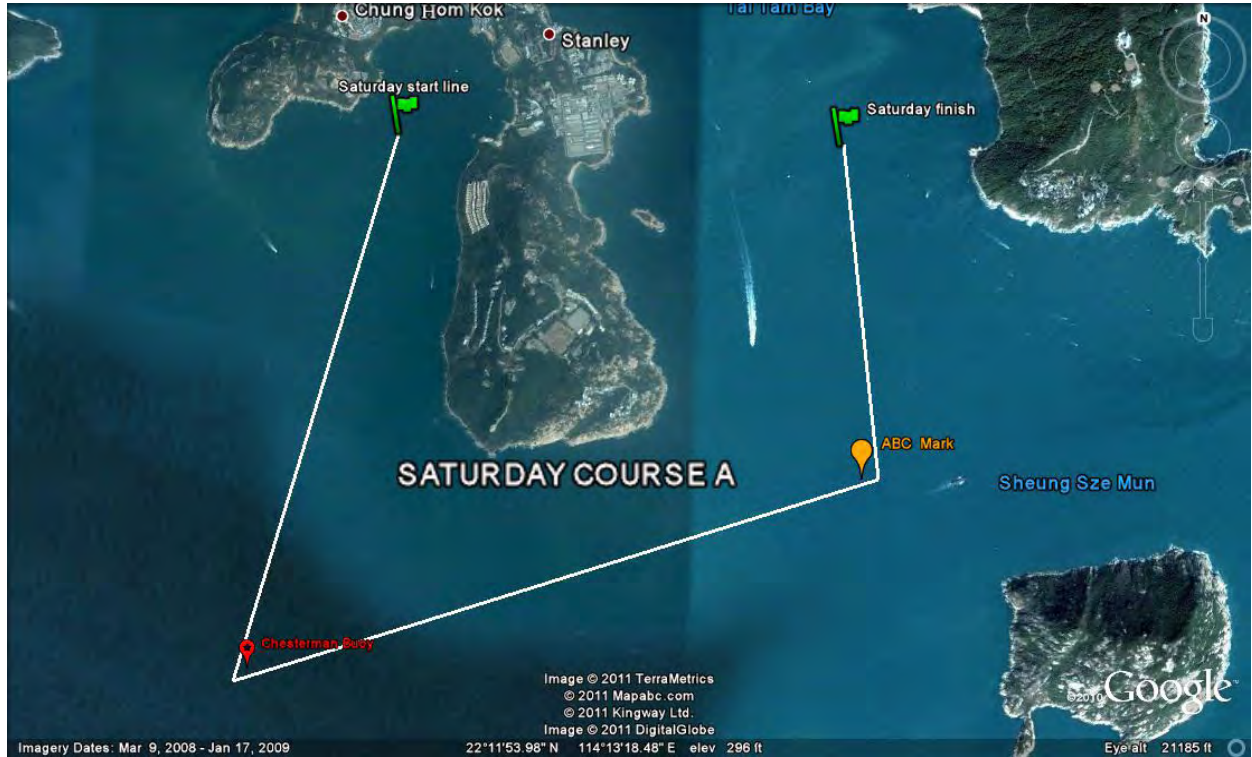 Tai Tam Bay
Chung Hom Kok
Stanley
N
Saturday start line
Saturday finish
ABC Mark
SATURDAY COURSE A
Sheung Sze Mun
Chesterman Buoy
Image © 2011 TerraMetrics
© 2011 Mapabc.com
© 2011 Kingway Ltd.
Image © 2011 DigitalGlobe
©2010 Google™
Imagery Dates: Mar 9, 2008 - Jan 17, 2009
22°11'53.98" N 114°13'18.48" E elev 296 ft
Eye alt 21185 ft